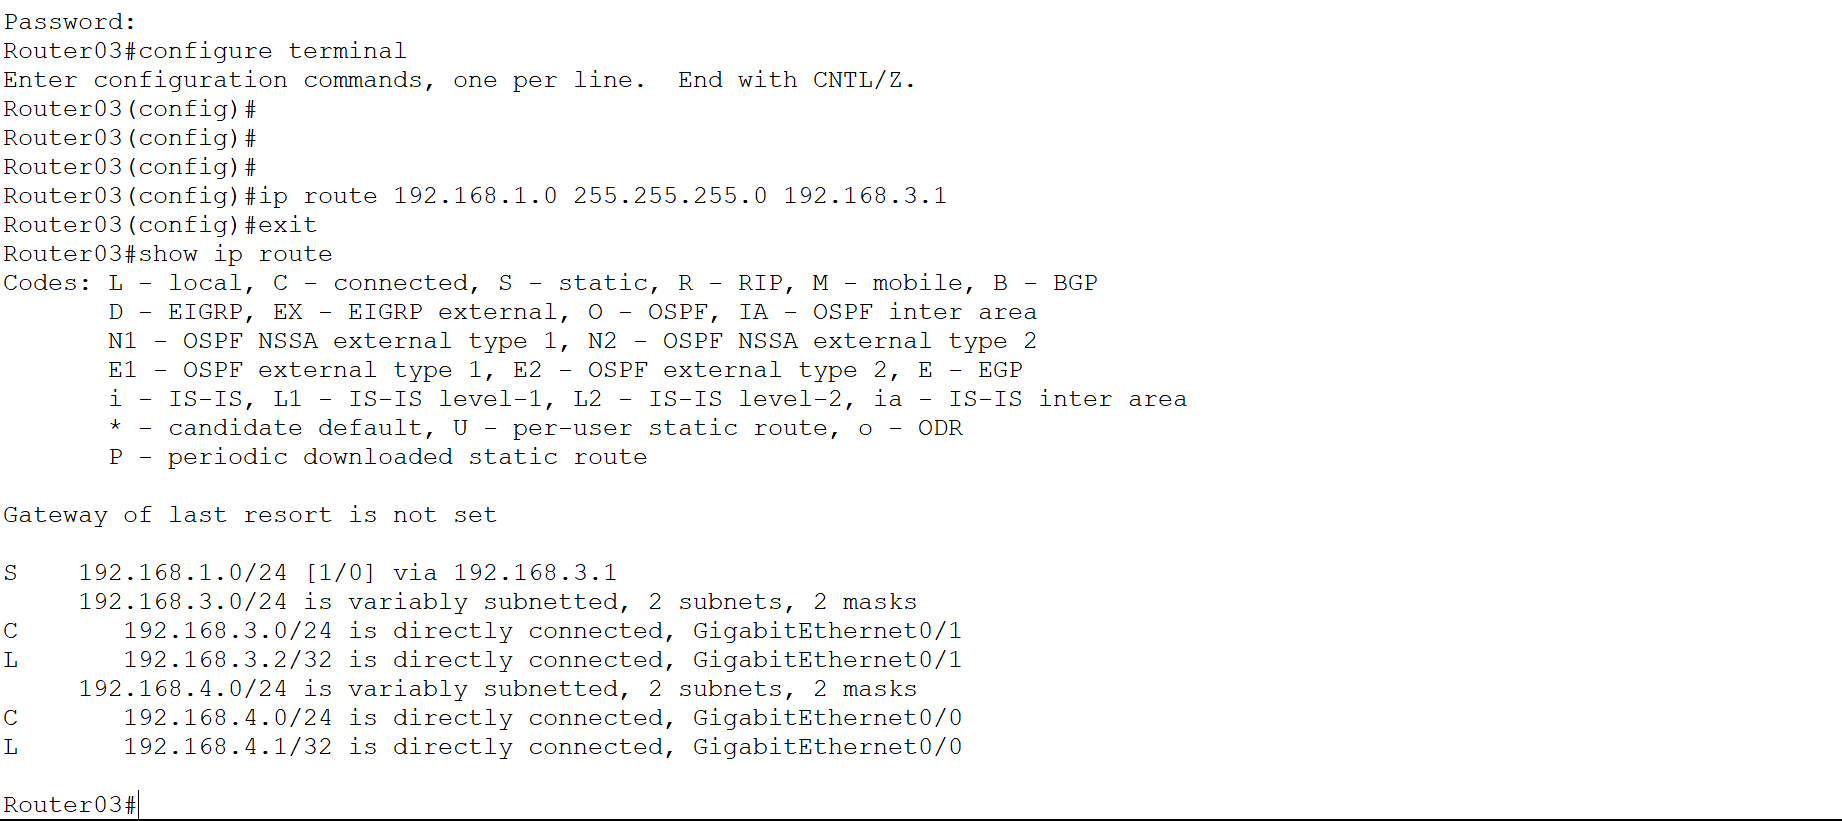 Password:
Router03#configure terminal
Enter configuration commands, one per line.  End with CNTL/Z.
Router03(config)#
Router03(config)#
Router03(config)#
Router03(config)#ip route 192.168.1.0 255.255.255.0 192.168.3.1
Router03(config)#exit
Router03#show ip route
Codes: L - local, C - connected, S - static, R - RIP, M - mobile, B - BGP
       D - EIGRP, EX - EIGRP external, O - OSPF, IA - OSPF inter area
       N1 - OSPF NSSA external type 1, N2 - OSPF NSSA external type 2
       E1 - OSPF external type 1, E2 - OSPF external type 2, E - EGP
       i - IS-IS, L1 - IS-IS level-1, L2 - IS-IS level-2, ia - IS-IS inter area
       * - candidate default, U - per-user static route, o - ODR
       P - periodic downloaded static route

Gateway of last resort is not set

S    192.168.1.0/24 [1/0] via 192.168.3.1
     192.168.3.0/24 is variably subnetted, 2 subnets, 2 masks
C       192.168.3.0/24 is directly connected, GigabitEthernet0/1
L       192.168.3.2/32 is directly connected, GigabitEthernet0/1
     192.168.4.0/24 is variably subnetted, 2 subnets, 2 masks
C       192.168.4.0/24 is directly connected, GigabitEthernet0/0
L       192.168.4.1/32 is directly connected, GigabitEthernet0/0

Router03#